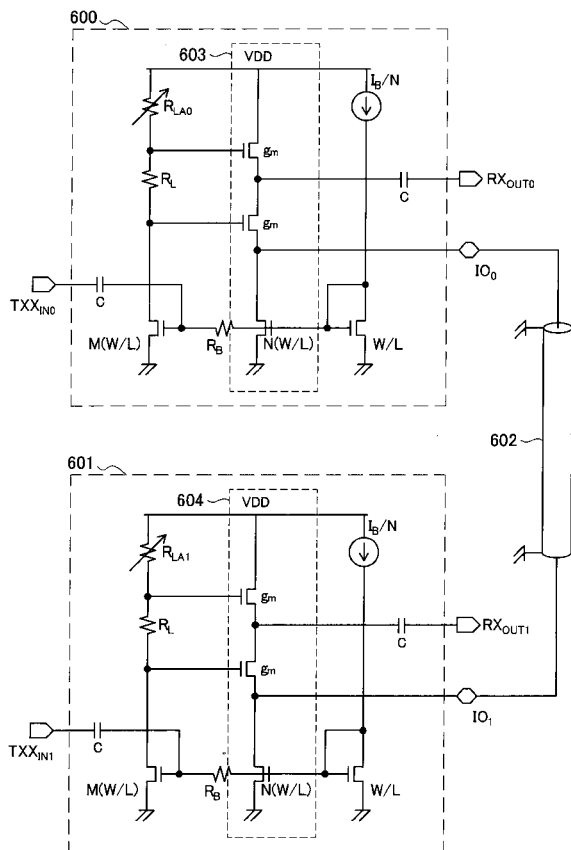 600
603
VDD
I_B/N
R_LA0
g_m
R_L
C
RX_OUT0
g_m
IO_0
TXX_IN0
C
M(W/L)
R_B
N(W/L)
W/L
602
601
604
VDD
I_B/N
R_LA1
g_m
R_L
C
RX_OUT1
g_m
IO_1
TXX_IN1
C
M(W/L)
R_B
N(W/L)
W/L